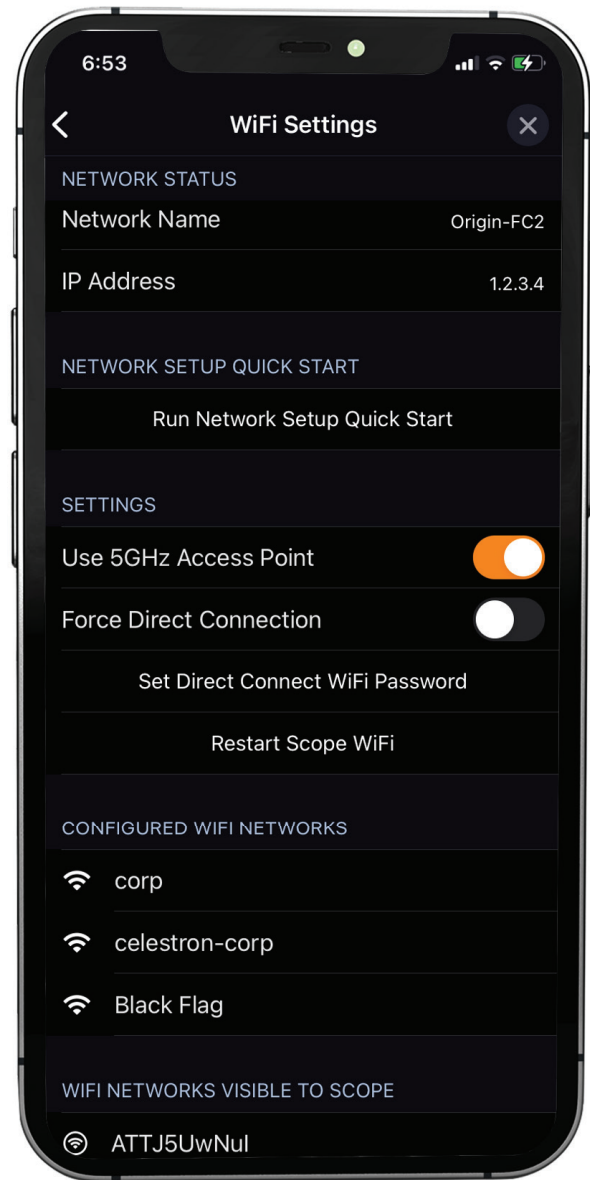 6:53
WiFi Settings
NETWORK STATUS
Network Name Origin-FC2
IP Address 1.2.3.4
NETWORK SETUP QUICK START
Run Network Setup Quick Start
SETTINGS
Use 5GHz Access Point
Force Direct Connection
Set Direct Connect WiFi Password
Restart Scope WiFi
CONFIGURED WIFI NETWORKS
corp
celestron-corp
Black Flag
WIFI NETWORKS VISIBLE TO SCOPE
ATTJ5UwNul